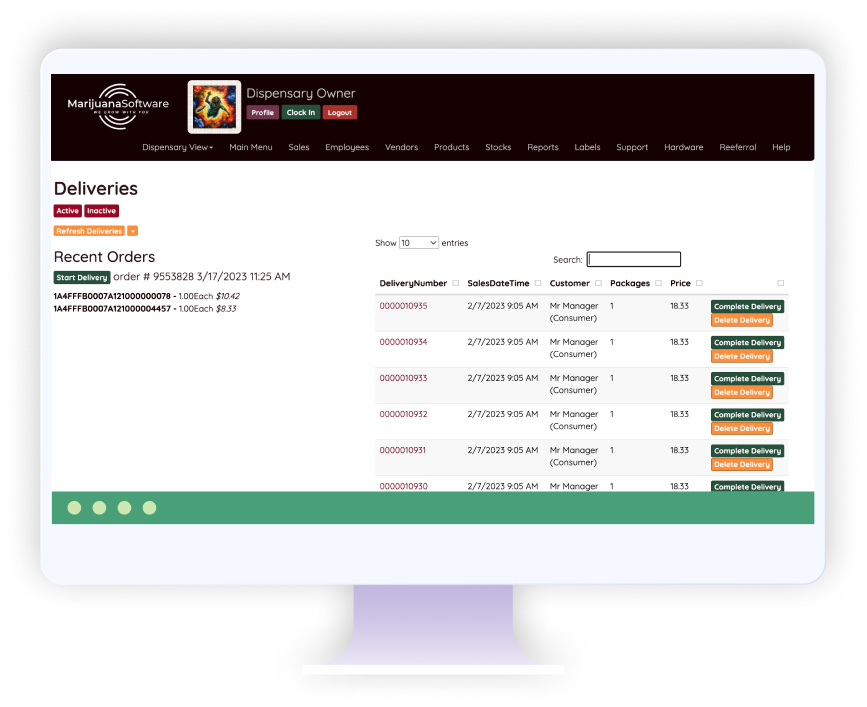 MarijuanaSoftware
WE GROW WITH YOU
Dispensary Owner
Profile Clock In Logout
Dispensary View Main Menu Sales Employees Vendors Products Stocks Reports Labels Support Hardware Reeferral Help
Deliveries
Active Inactive
Refresh Deliveries
Recent Orders
Start Delivery order # 9553828 3/17/2023 11:25 AM
1A4FFFB0007A121000000078 - 1.00Each $10.42
1A4FFFB0007A121000004457 - 1.00Each $8.33
Show 10 entries
Search:
DeliveryNumber SalesDateTime Customer Packages Price
0000010935 2/7/2023 9:05 AM Mr Manager 1 18.33 Complete Delivery
(Consumer) Delete Delivery
0000010934 2/7/2023 9:05 AM Mr Manager 1 18.33 Complete Delivery
(Consumer) Delete Delivery
0000010933 2/7/2023 9:05 AM Mr Manager 1 18.33 Complete Delivery
(Consumer) Delete Delivery
0000010932 2/7/2023 9:05 AM Mr Manager 1 18.33 Complete Delivery
(Consumer) Delete Delivery
0000010931 2/7/2023 9:05 AM Mr Manager 1 18.33 Complete Delivery
(Consumer) Delete Delivery
0000010930 2/7/2023 9:05 AM Mr Manager 1 18.33 Complete Delivery